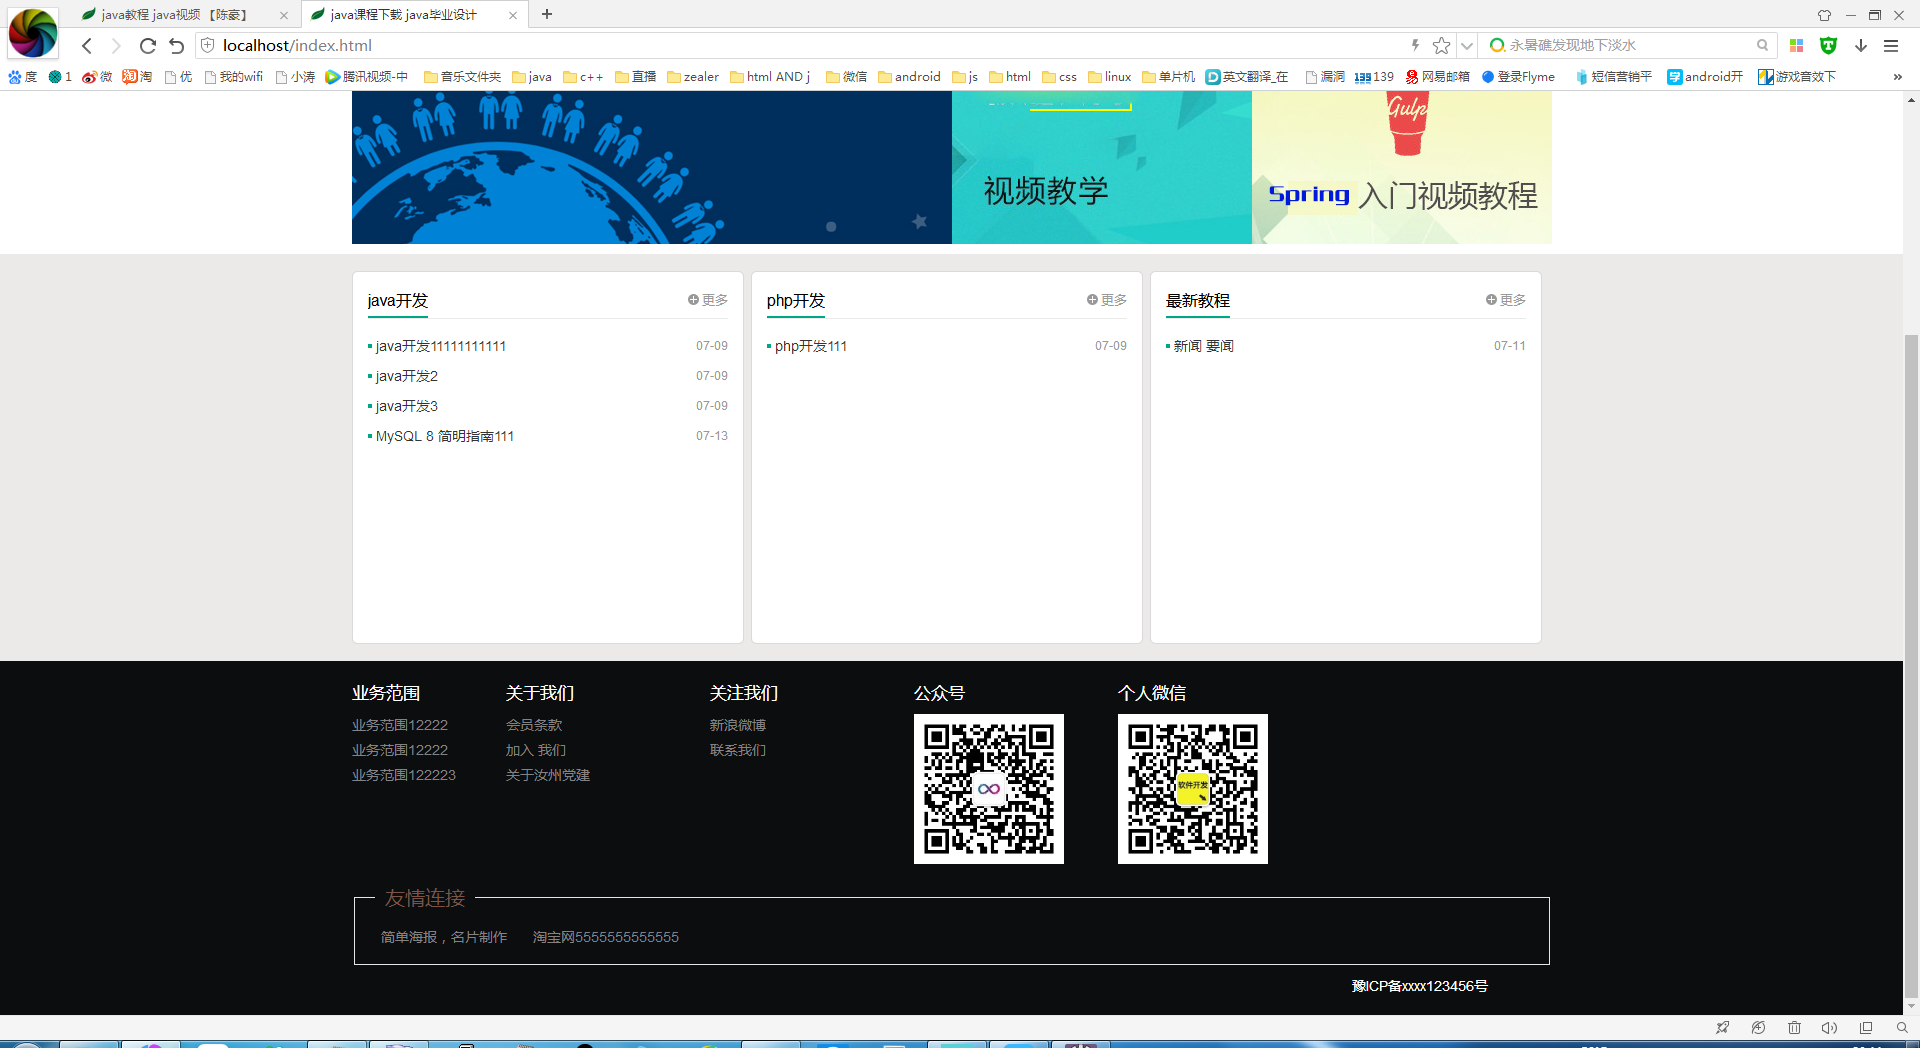 java教程 java视频 【陈豪】
java课程下载 java毕业设计
localhost/index.html
永暑礁发现地下淡水
度 1 微 淘 优 我的wifi 小涛 腾讯视频-中 音乐文件夹 java c++ 直播 zealer html AND j 微信 android js html css linux 单片机 英文翻译_在 漏洞 139 网易邮箱 登录Flyme 短信营销平 android开 游戏音效下
Gulp
视频教学
Spring 入门视频教程
java开发 更多
java开发11111111111 07-09
java开发2 07-09
java开发3 07-09
MySQL 8 简明指南111 07-13
php开发 更多
php开发111 07-09
最新教程 更多
新闻 要闻 07-11
业务范围
业务范围12222
业务范围12222
业务范围122223
关于我们
会员条款
加入 我们
关于汝州党建
关注我们
新浪微博
联系我们
公众号
个人微信
软件开发
友情连接
简单海报，名片制作 淘宝网5555555555555
豫ICP备xxxx123456号